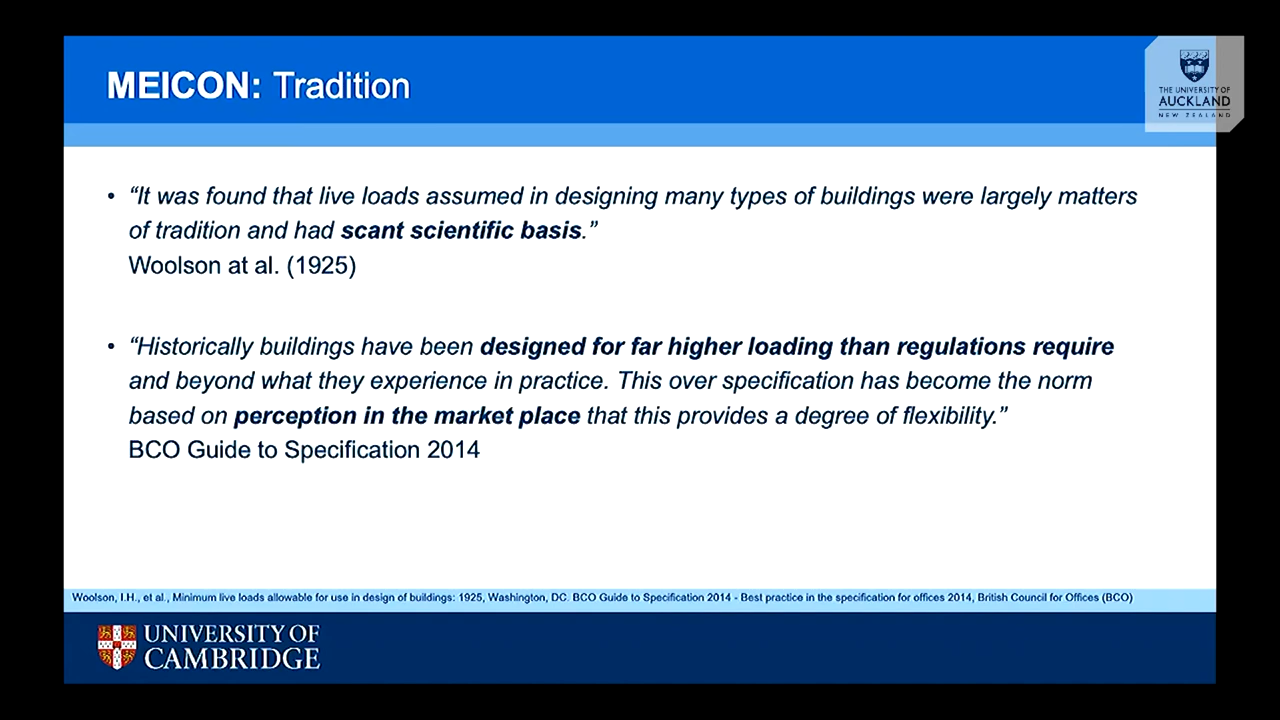 MEICON: Tradition
THE UNIVERSITY OF
AUCKLAND
NEW ZEALAND
• “It was found that live loads assumed in designing many types of buildings were largely matters
of tradition and had scant scientific basis.”
Woolson at al. (1925)
• “Historically buildings have been designed for far higher loading than regulations require
and beyond what they experience in practice. This over specification has become the norm
based on perception in the market place that this provides a degree of flexibility.”
BCO Guide to Specification 2014
Woolson, I.H., et al., Minimum live loads allowable for use in design of buildings: 1925, Washington, DC. BCO Guide to Specification 2014 - Best practice in the specification for offices 2014, British Council for Offices (BCO)
UNIVERSITY OF
CAMBRIDGE